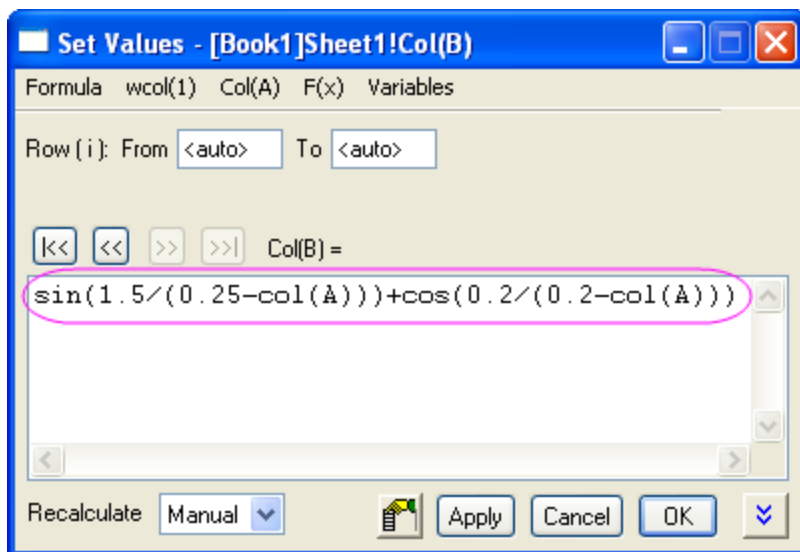 Set Values - [Book1]Sheet1!Col(B)
Formula wcol(1) Col(A) F(x) Variables
Row ( i ): From <auto> To <auto>
|<< << >> >>| Col(B) =
sin(1.5/(0.25-col(A)))+cos(0.2/(0.2-col(A)))
Recalculate Manual Apply Cancel OK